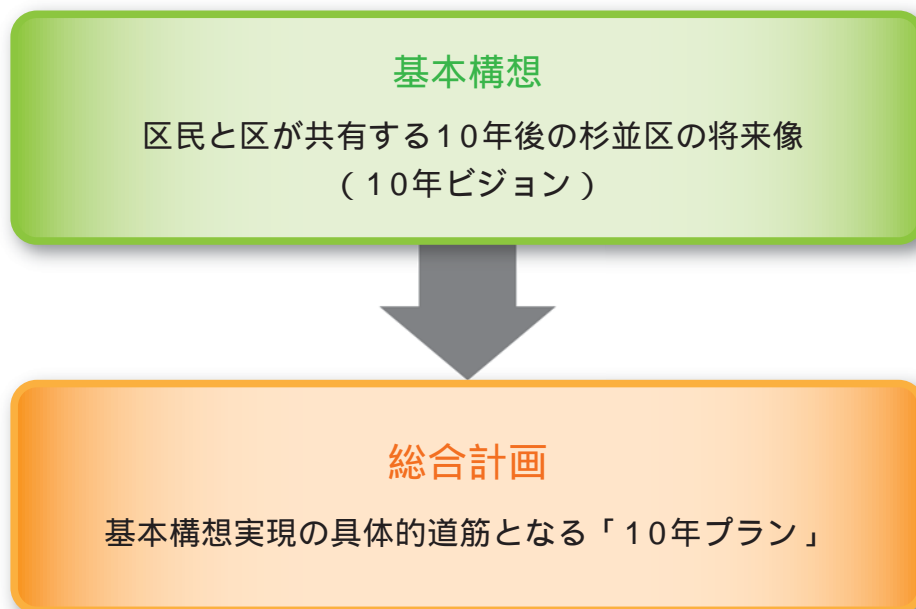 基本構想
区民と区が共有する10年後の杉並区の将来像
(10年ビジョン)
総合計画
基本構想実現の具体的道筋となる「10年プラン」